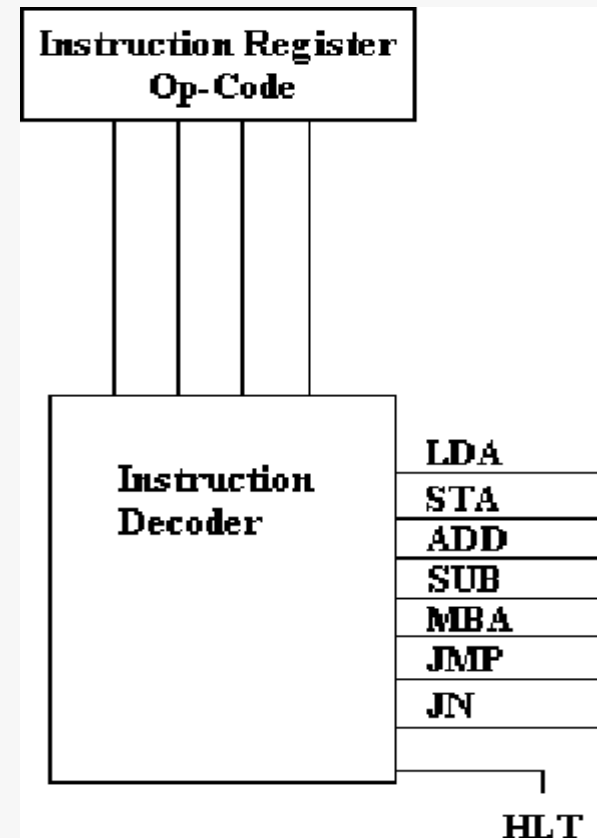 Instruction Register
Op-Code
Instruction
Decoder
LDA
STA
ADD
SUB
MBA
JMP
JN
HLT